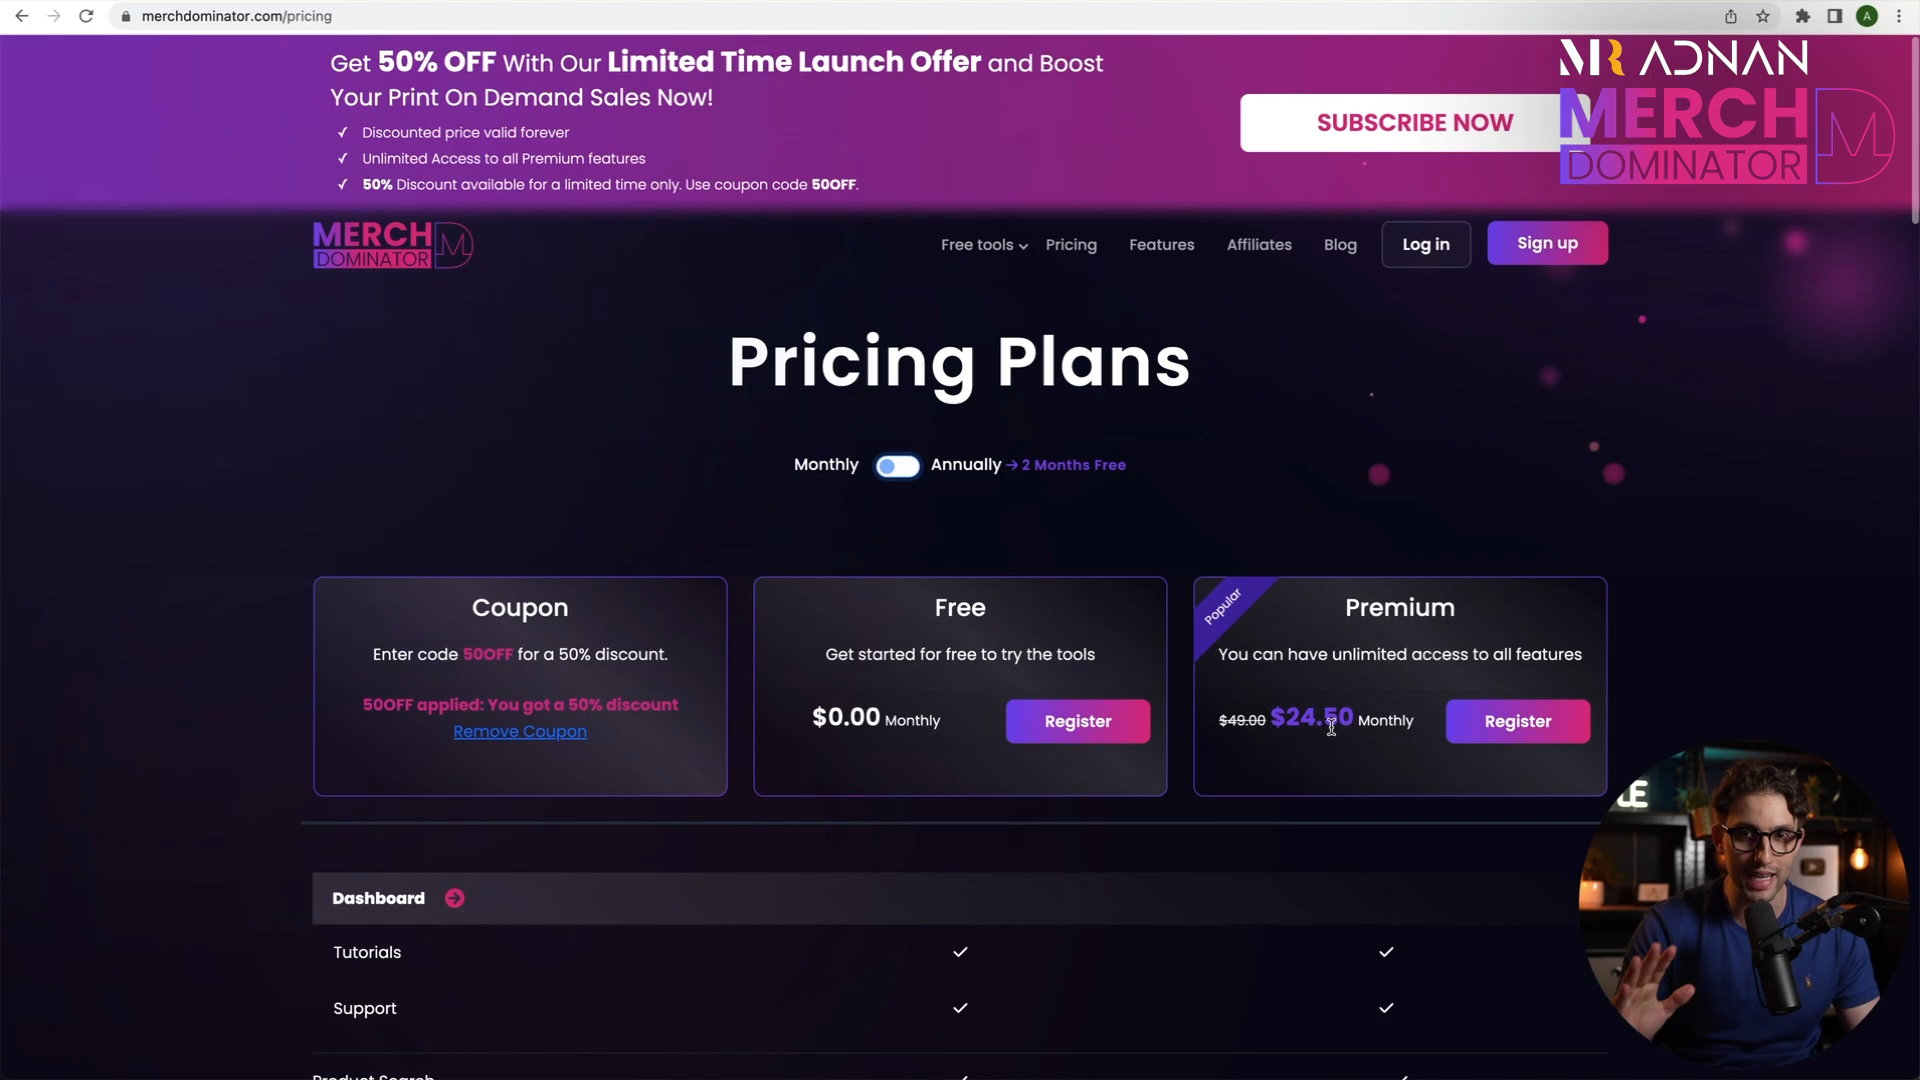 merchdominator.com/pricing
A
Get 50% OFF With Our Limited Time Launch Offer and Boost
Your Print On Demand Sales Now!
✓ Discounted price valid forever
✓ Unlimited Access to all Premium features
✓ 50% Discount available for a limited time only. Use coupon code 50OFF.
SUBSCRIBE NOW
MR ADNAN
MERCH
DOMINATOR
MERCH
DOMINATOR
Free tools
Pricing
Features
Affiliates
Blog
Log in
Sign up
Pricing Plans
Monthly
Annually → 2 Months Free
Coupon
Enter code 50OFF for a 50% discount.
50OFF applied: You got a 50% discount
Remove Coupon
Free
Get started for free to try the tools
$0.00 Monthly
Register
Popular
Premium
You can have unlimited access to all features
$49.00 $24.50 Monthly
Register
LE
Dashboard
Tutorials
Support
Product Search